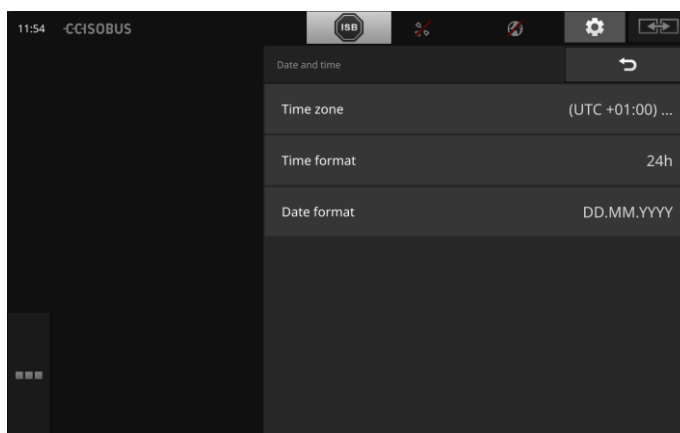 11:54 CCISOBUS ISB
Date and time
Time zone (UTC +01:00) ...
Time format 24h
Date format DD.MM.YYYY